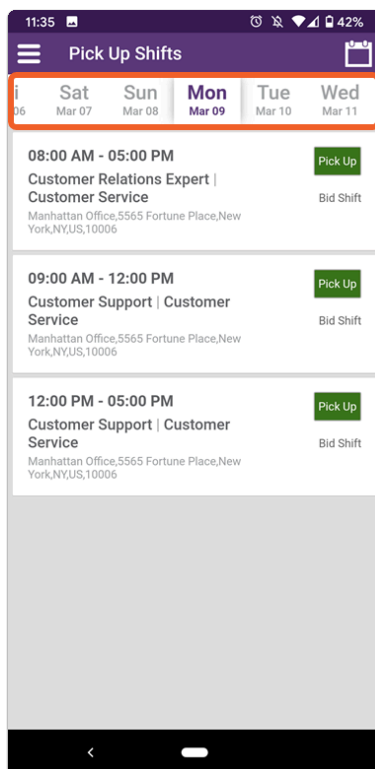 11:35 42%
Pick Up Shifts
i Sat Sun Mon Tue Wed
06 Mar 07 Mar 08 Mar 09 Mar 10 Mar 11
08:00 AM - 05:00 PM
Pick Up
Customer Relations Expert |
Customer Service
Bid Shift
Manhattan Office,5565 Fortune Place,New
York,NY,US,10006
09:00 AM - 12:00 PM
Pick Up
Customer Support | Customer
Service
Bid Shift
Manhattan Office,5565 Fortune Place,New
York,NY,US,10006
12:00 PM - 05:00 PM
Pick Up
Customer Support | Customer
Service
Bid Shift
Manhattan Office,5565 Fortune Place,New
York,NY,US,10006